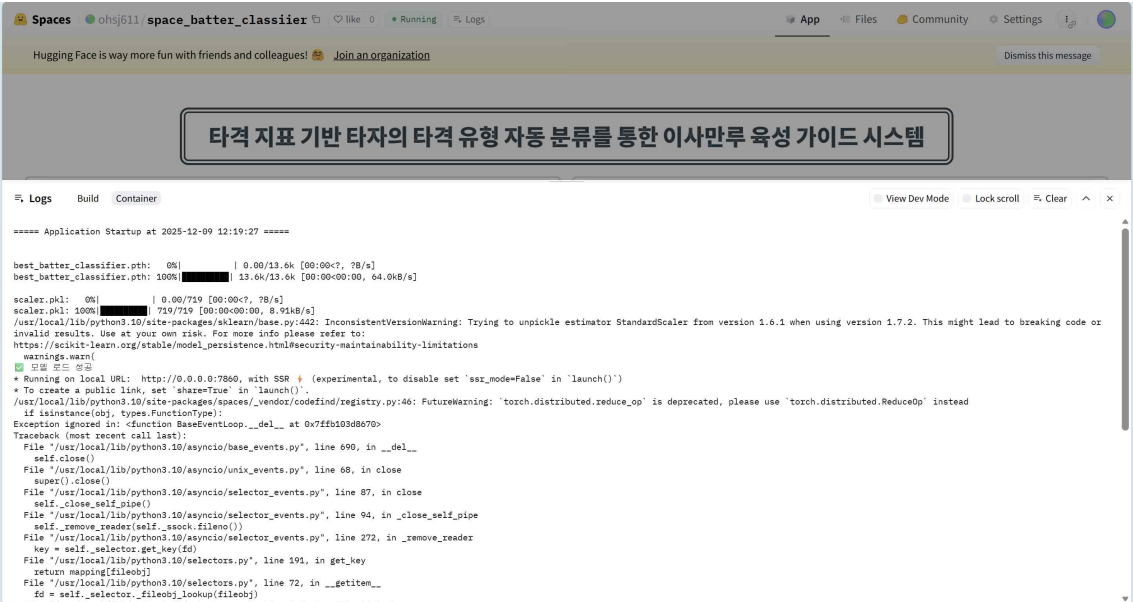 Spaces ohsj611/space_batter_classiier like 0 Running Logs App Files Community Settings
Hugging Face is way more fun with friends and colleagues! 🤗 Join an organization Dismiss this message
타격 지표 기반 타자의 타격 유형 자동 분류를 통한 이사만루 육성 가이드 시스템
Logs Build Container View Dev Mode Lock scroll Clear
===== Application Startup at 2025-12-09 12:19:27 =====
best_batter_classifier.pth:   0%|          | 0.00/13.6k [00:00<?, ?B/s]
best_batter_classifier.pth: 100%|██████████| 13.6k/13.6k [00:00<00:00, 64.0kB/s]
scaler.pkl:   0%|          | 0.00/719 [00:00<?, ?B/s]
scaler.pkl: 100%|██████████| 719/719 [00:00<00:00, 8.91kB/s]
/usr/local/lib/python3.10/site-packages/sklearn/base.py:442: InconsistentVersionWarning: Trying to unpickle estimator StandardScaler from version 1.6.1 when using version 1.7.2. This might lead to breaking code or
invalid results. Use at your own risk. For more info please refer to:
https://scikit-learn.org/stable/model_persistence.html#security-maintainability-limitations
  warnings.warn(
✅ 모델 로드 성공
* Running on local URL:  http://0.0.0.0:7860, with SSR ⚡ (experimental, to disable set `ssr_mode=False` in `launch()`)
* To create a public link, set `share=True` in `launch()`.
/usr/local/lib/python3.10/site-packages/spaces/_vendor/codefind/registry.py:46: FutureWarning: `torch.distributed.reduce_op` is deprecated, please use `torch.distributed.ReduceOp` instead
  if isinstance(obj, types.FunctionType):
Exception ignored in: <function BaseEventLoop.__del__ at 0x7ffb103d8670>
Traceback (most recent call last):
  File "/usr/local/lib/python3.10/asyncio/base_events.py", line 690, in __del__
    self.close()
  File "/usr/local/lib/python3.10/asyncio/unix_events.py", line 68, in close
    super().close()
  File "/usr/local/lib/python3.10/asyncio/selector_events.py", line 87, in close
    self._close_self_pipe()
  File "/usr/local/lib/python3.10/asyncio/selector_events.py", line 94, in _close_self_pipe
    self._remove_reader(self._ssock.fileno())
  File "/usr/local/lib/python3.10/asyncio/selector_events.py", line 272, in _remove_reader
    key = self._selector.get_key(fd)
  File "/usr/local/lib/python3.10/selectors.py", line 191, in get_key
    return mapping[fileobj]
  File "/usr/local/lib/python3.10/selectors.py", line 72, in __getitem__
    fd = self._selector._fileobj_lookup(fileobj)